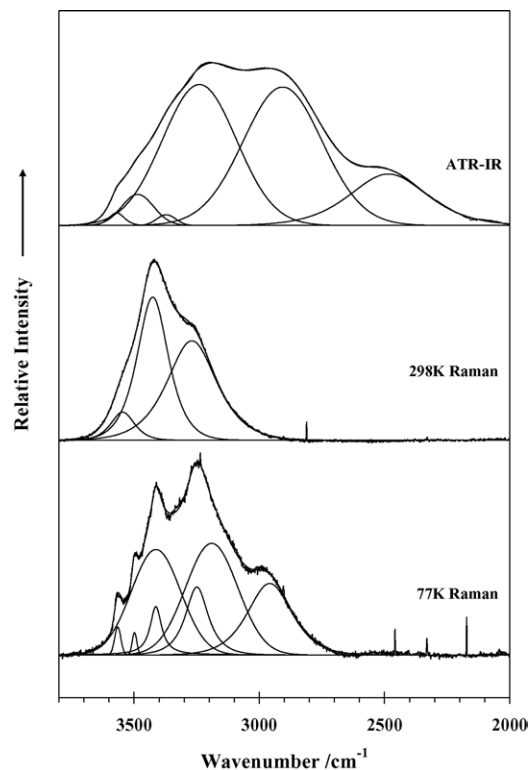 ATR-IR
298K Raman
77K Raman
Relative Intensity
3500 3000 2500 2000
Wavenumber /cm-1